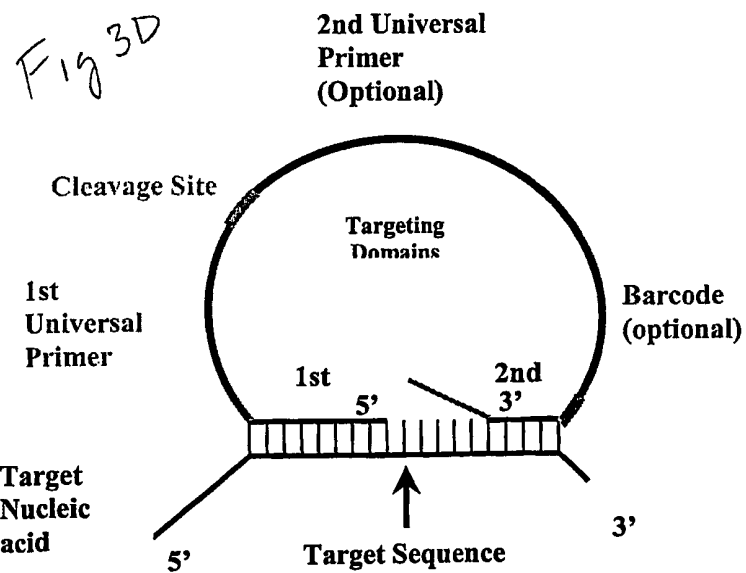 Fig 3D
2nd Universal
Primer
(Optional)
Cleavage Site
Targeting
Domains
1st
Universal
Primer
Barcode
(optional)
1st
2nd
5’
3’
Target
Nucleic
acid
5’
Target Sequence
3’